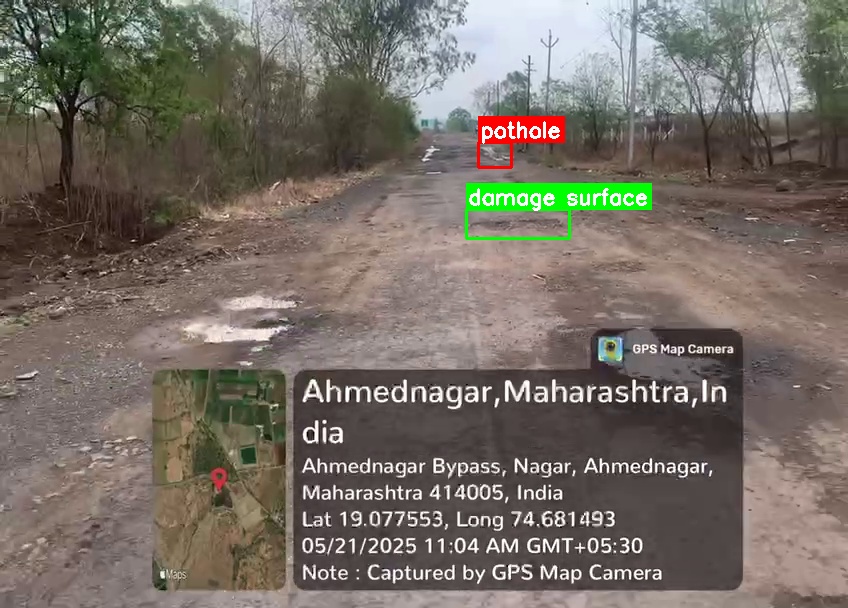 pothole
damage surface
GPS Map Camera
Ahmednagar,Maharashtra,In
dia
Ahmednagar Bypass, Nagar, Ahmednagar,
Maharashtra 414005, India
Lat 19.077553, Long 74.681493
05/21/2025 11:04 AM GMT+05:30
Note : Captured by GPS Map Camera
Maps